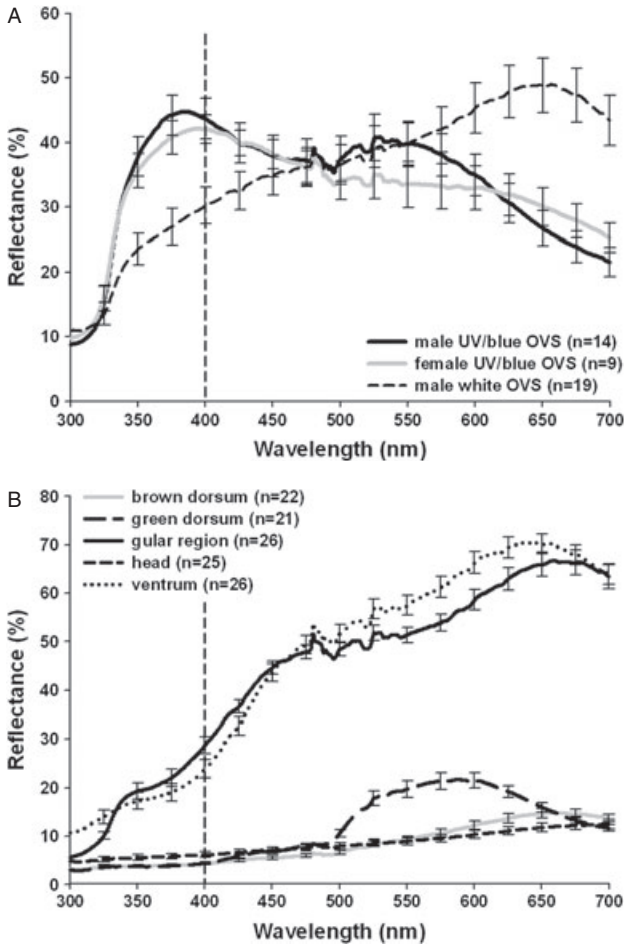 A
60
50
40
30
20
10
0
Reflectance (%)
male UV/blue OVS (n=14)
female UV/blue OVS (n=9)
male white OVS (n=19)
300 350 400 450 500 550 600 650 700
Wavelength (nm)
B
80
70
60
50
40
30
20
10
0
Reflectance (%)
brown dorsum (n=22)
green dorsum (n=21)
gular region (n=26)
head (n=25)
ventrum (n=26)
300 350 400 450 500 550 600 650 700
Wavelength (nm)